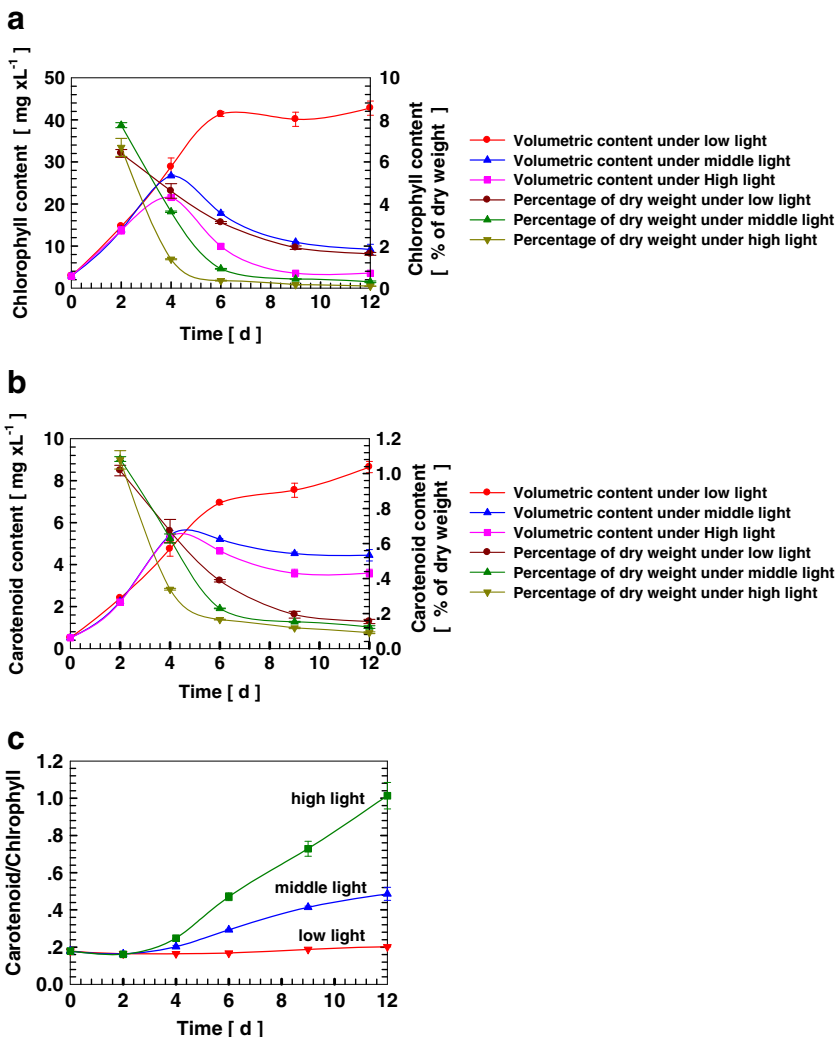 a
Chlorophyll content [ mg xL-1 ]
50
40
30
20
10
0
0 2 4 6 8 10 12
Time [ d ]
10
8
6
4
2
0
Chlorophyll content
[ % of dry weight ]
Volumetric content under low light
Volumetric content under middle light
Volumetric content under High light
Percentage of dry weight under low light
Percentage of dry weight under middle light
Percentage of dry weight under high light
b
Carotenoid content [ mg xL-1 ]
10
8
6
4
2
0
0 2 4 6 8 10 12
Time [ d ]
1.2
1.0
.8
.6
.4
.2
0.0
Carotenoid content
[ % of dry weight ]
Volumetric content under low light
Volumetric content under middle light
Volumetric content under High light
Percentage of dry weight under low light
Percentage of dry weight under middle light
Percentage of dry weight under high light
c
Carotenoid/Chlrophyll
1.2
1.0
.8
.6
.4
.2
0.0
high light
middle light
low light
0 2 4 6 8 10 12
Time [ d ]